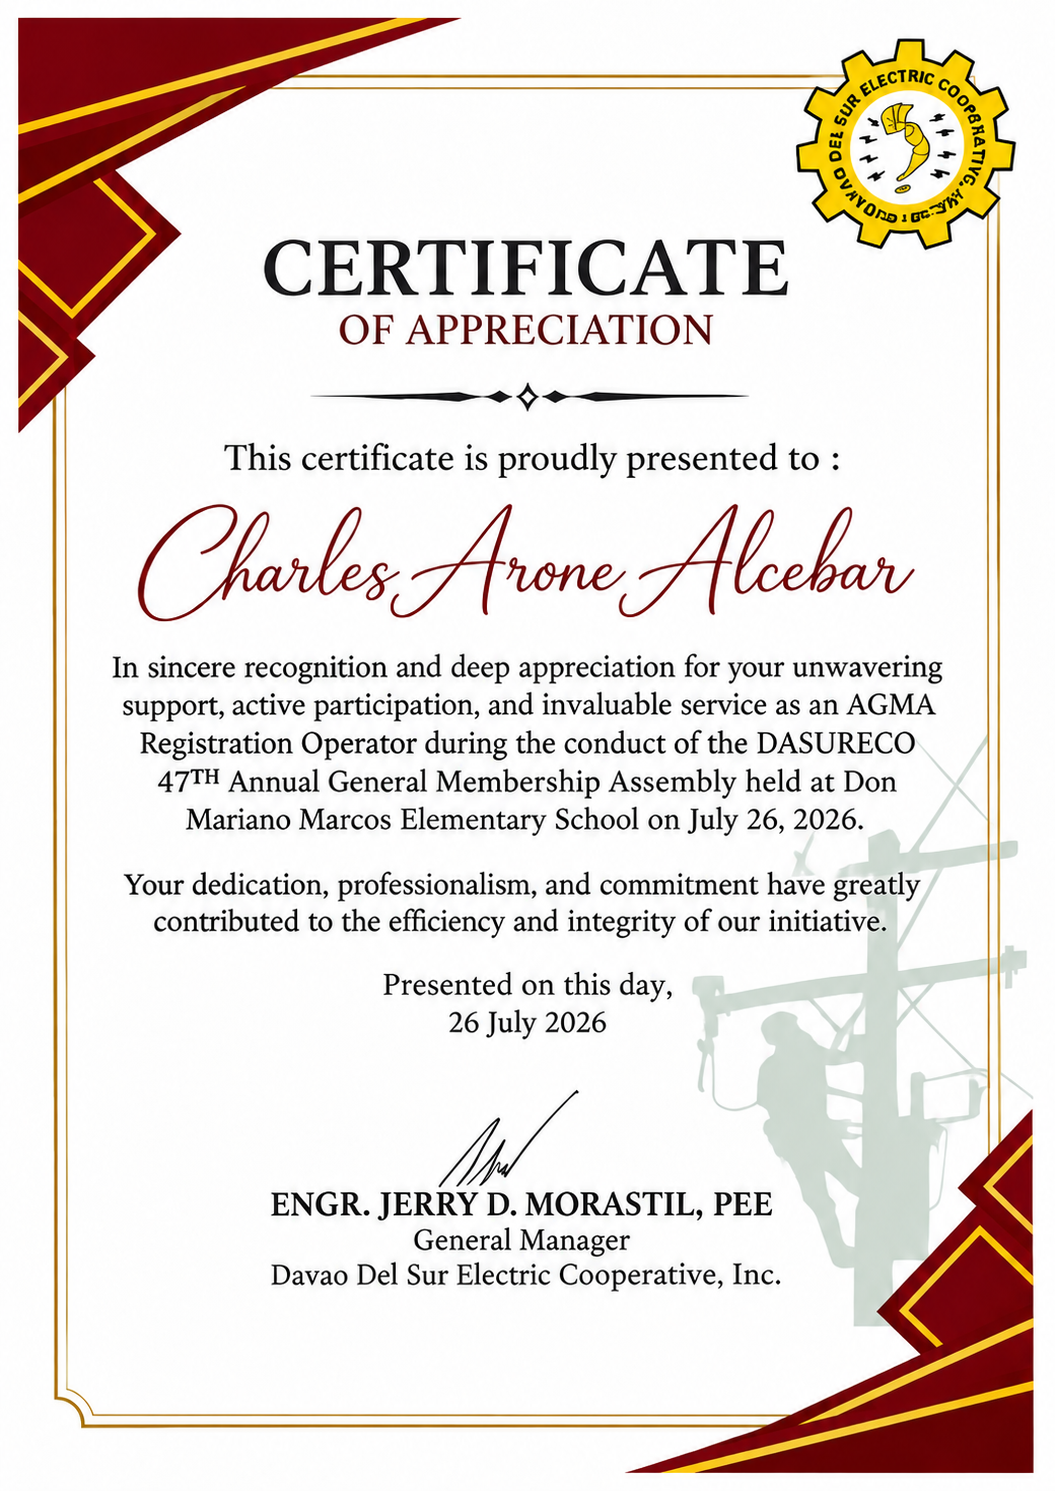 DAVAO DEL SUR ELECTRIC
CERTIFICATE
OF APPRECIATION
This certificate is proudly presented to :
Charles Arone Alcebar
In sincere recognition and deep appreciation for your unwavering
support, active participation, and invaluable service as an AGMA
Registration Operator during the conduct of the DASURECO
47TH Annual General Membership Assembly held at Don
Mariano Marcos Elementary School on July 26, 2026.
Your dedication, professionalism, and commitment have greatly
contributed to the efficiency and integrity of our initiative.
Presented on this day,
26 July 2026
ENGR. JERRY D. MORASTIL, PEE
General Manager
Davao Del Sur Electric Cooperative, Inc.